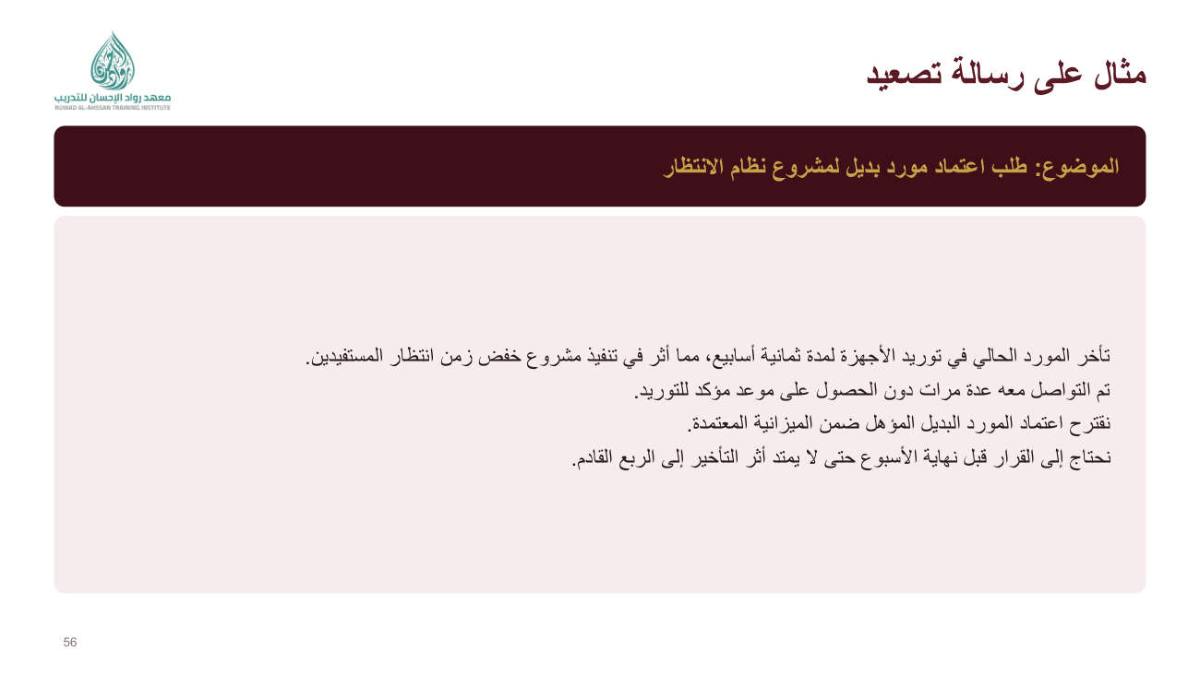 مثال على رسالة تصعيد
معهد رواد الإحسان للتدريب
RUWAD AL-AHSSAN TRAINING INSTITUTE
الموضوع: طلب اعتماد مورد بديل لمشروع نظام الانتظار
تأخر المورد الحالي في توريد الأجهزة لمدة ثمانية أسابيع، مما أثر في تنفيذ مشروع خفض زمن انتظار المستفيدين.
تم التواصل معه عدة مرات دون الحصول على موعد مؤكد للتوريد.
نقترح اعتماد المورد البديل المؤهل ضمن الميزانية المعتمدة.
نحتاج إلى القرار قبل نهاية الأسبوع حتى لا يمتد أثر التأخير إلى الربع القادم.
56